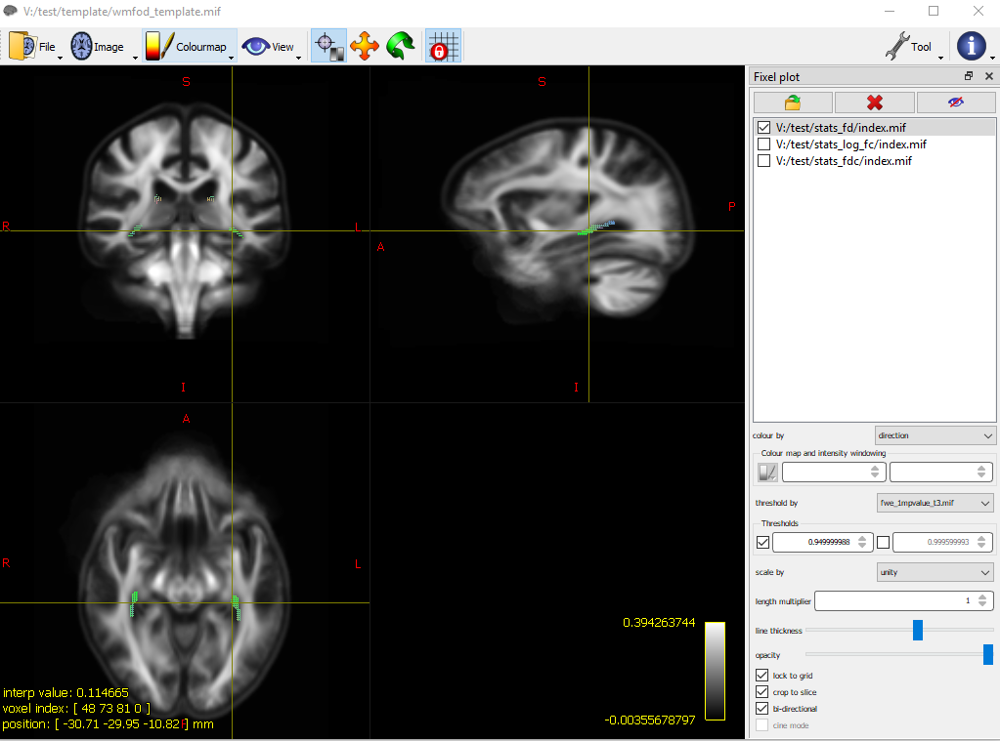 V:/test/template/wmfod_template.mif
File
Image
Colourmap
View
Tool
Fixel plot
V:/test/stats_fd/index.mif
V:/test/stats_log_fc/index.mif
V:/test/stats_fdc/index.mif
S
S
R
L
A
P
I
I
A
R
L
colour by
direction
Colour map and intensity windowing
threshold by
fwe_1mpvalue_t3.mif
Thresholds
0.949999988
0.999599993
scale by
unity
length multiplier
1
line thickness
opacity
lock to grid
crop to slice
bi-directional
cine mode
0.394263744
-0.00355678797
interp value: 0.114665
voxel index: [ 48 73 81 0 ]
position: [ -30.71 -29.95 -10.82 ] mm